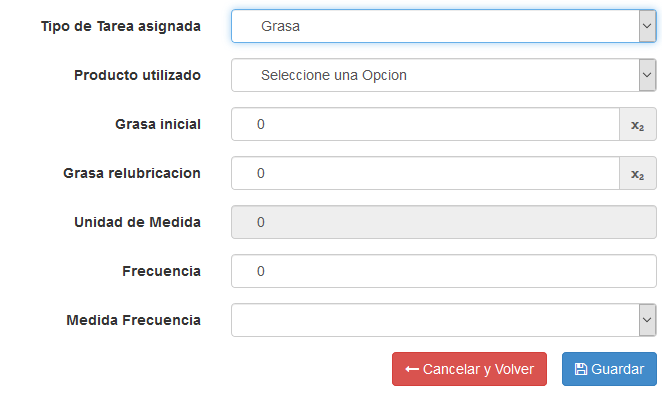 Tipo de Tarea asignada Grasa
Producto utilizado Seleccione una Opcion
Grasa inicial 0 x₂
Grasa relubricacion 0 x₂
Unidad de Medida 0
Frecuencia 0
Medida Frecuencia
Cancelar y Volver Guardar